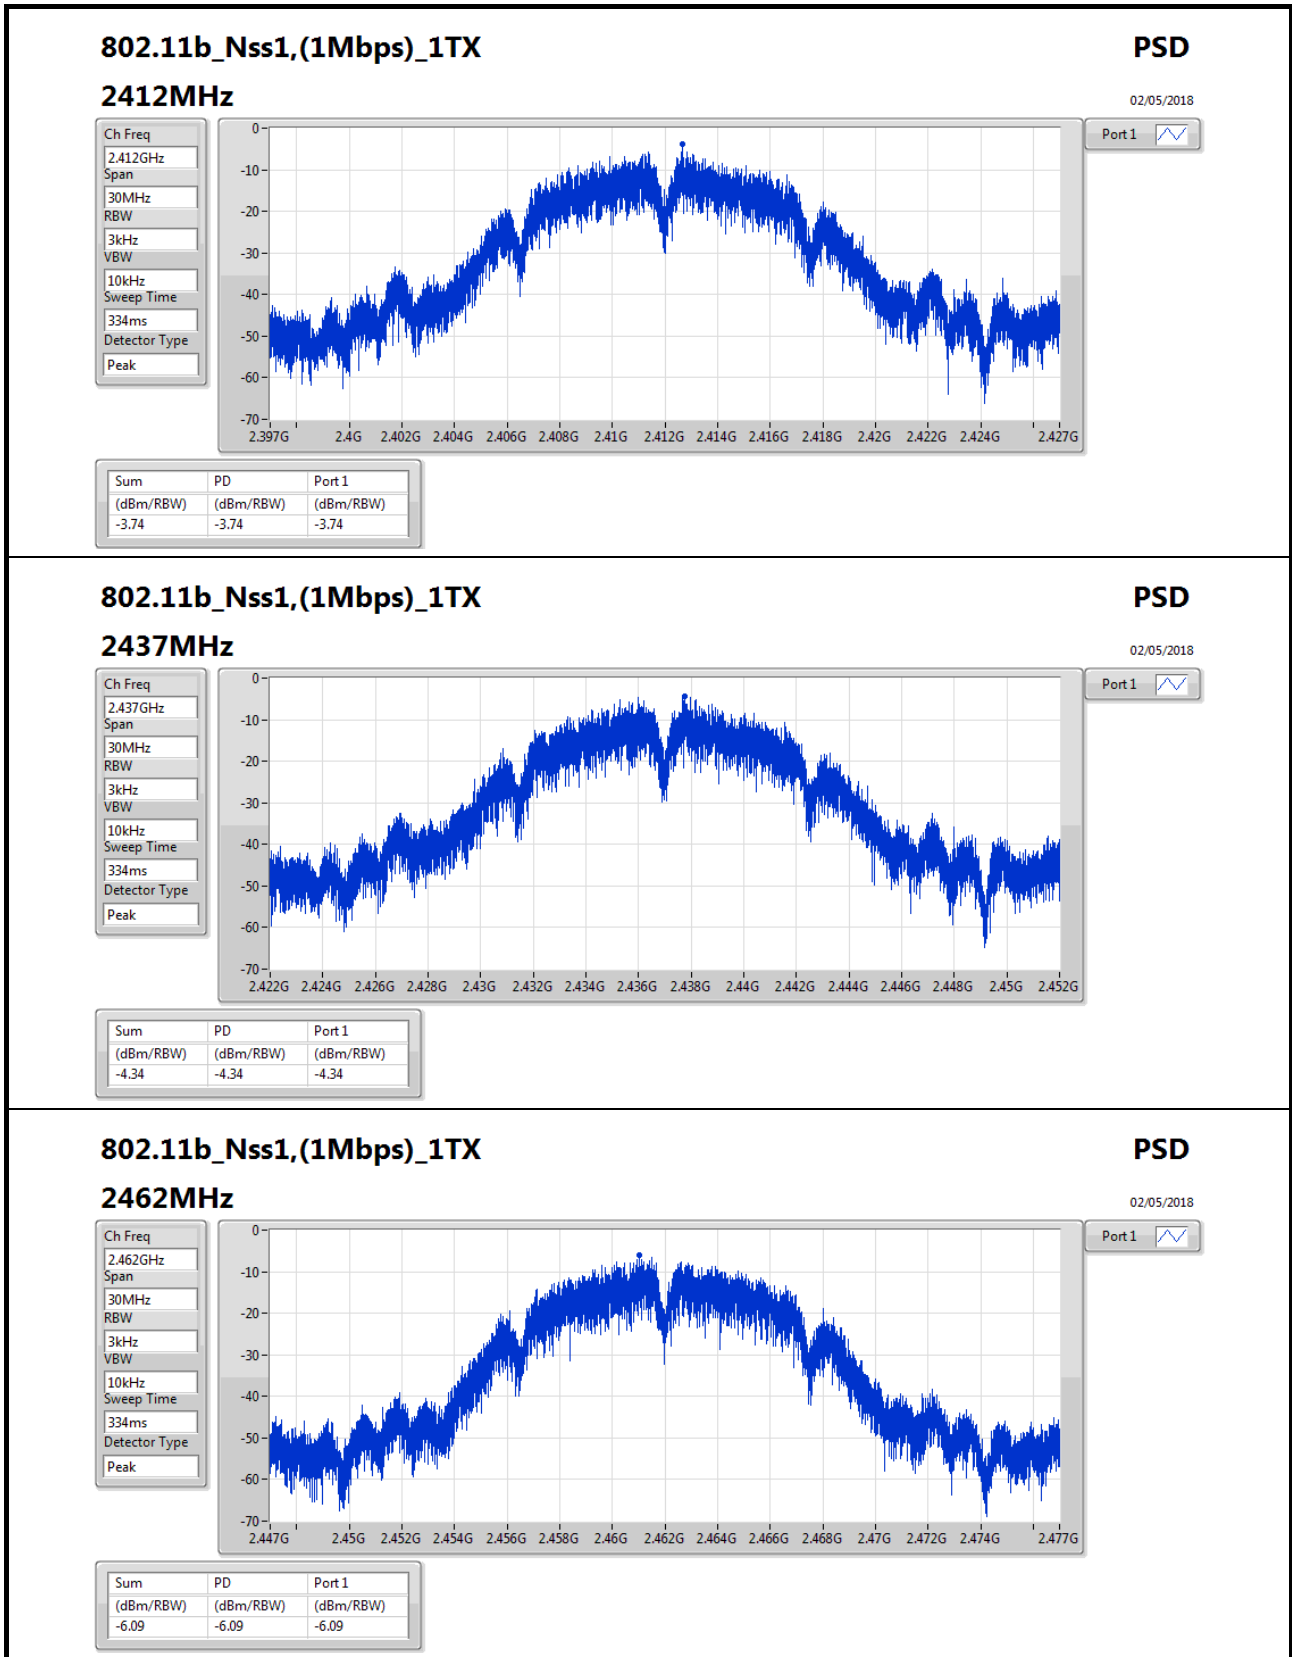 802.11b_Nss1,(1Mbps)_1TX PSD
2412MHz 02/05/2018
Ch Freq
2.412GHz
Span
30MHz
RBW
3kHz
VBW
10kHz
Sweep Time
334ms
Detector Type
Peak
0
-10
-20
-30
-40
-50
-60
-70
2.397G 2.4G 2.402G 2.404G 2.406G 2.408G 2.41G 2.412G 2.414G 2.416G 2.418G 2.42G 2.422G 2.424G 2.427G
Port 1
Sum PD Port 1
(dBm/RBW) (dBm/RBW) (dBm/RBW)
-3.74 -3.74 -3.74
802.11b_Nss1,(1Mbps)_1TX PSD
2437MHz 02/05/2018
Ch Freq
2.437GHz
Span
30MHz
RBW
3kHz
VBW
10kHz
Sweep Time
334ms
Detector Type
Peak
0
-10
-20
-30
-40
-50
-60
-70
2.422G 2.424G 2.426G 2.428G 2.43G 2.432G 2.434G 2.436G 2.438G 2.44G 2.442G 2.444G 2.446G 2.448G 2.45G 2.452G
Port 1
Sum PD Port 1
(dBm/RBW) (dBm/RBW) (dBm/RBW)
-4.34 -4.34 -4.34
802.11b_Nss1,(1Mbps)_1TX PSD
2462MHz 02/05/2018
Ch Freq
2.462GHz
Span
30MHz
RBW
3kHz
VBW
10kHz
Sweep Time
334ms
Detector Type
Peak
0
-10
-20
-30
-40
-50
-60
-70
2.447G 2.45G 2.452G 2.454G 2.456G 2.458G 2.46G 2.462G 2.464G 2.466G 2.468G 2.47G 2.472G 2.474G 2.477G
Port 1
Sum PD Port 1
(dBm/RBW) (dBm/RBW) (dBm/RBW)
-6.09 -6.09 -6.09